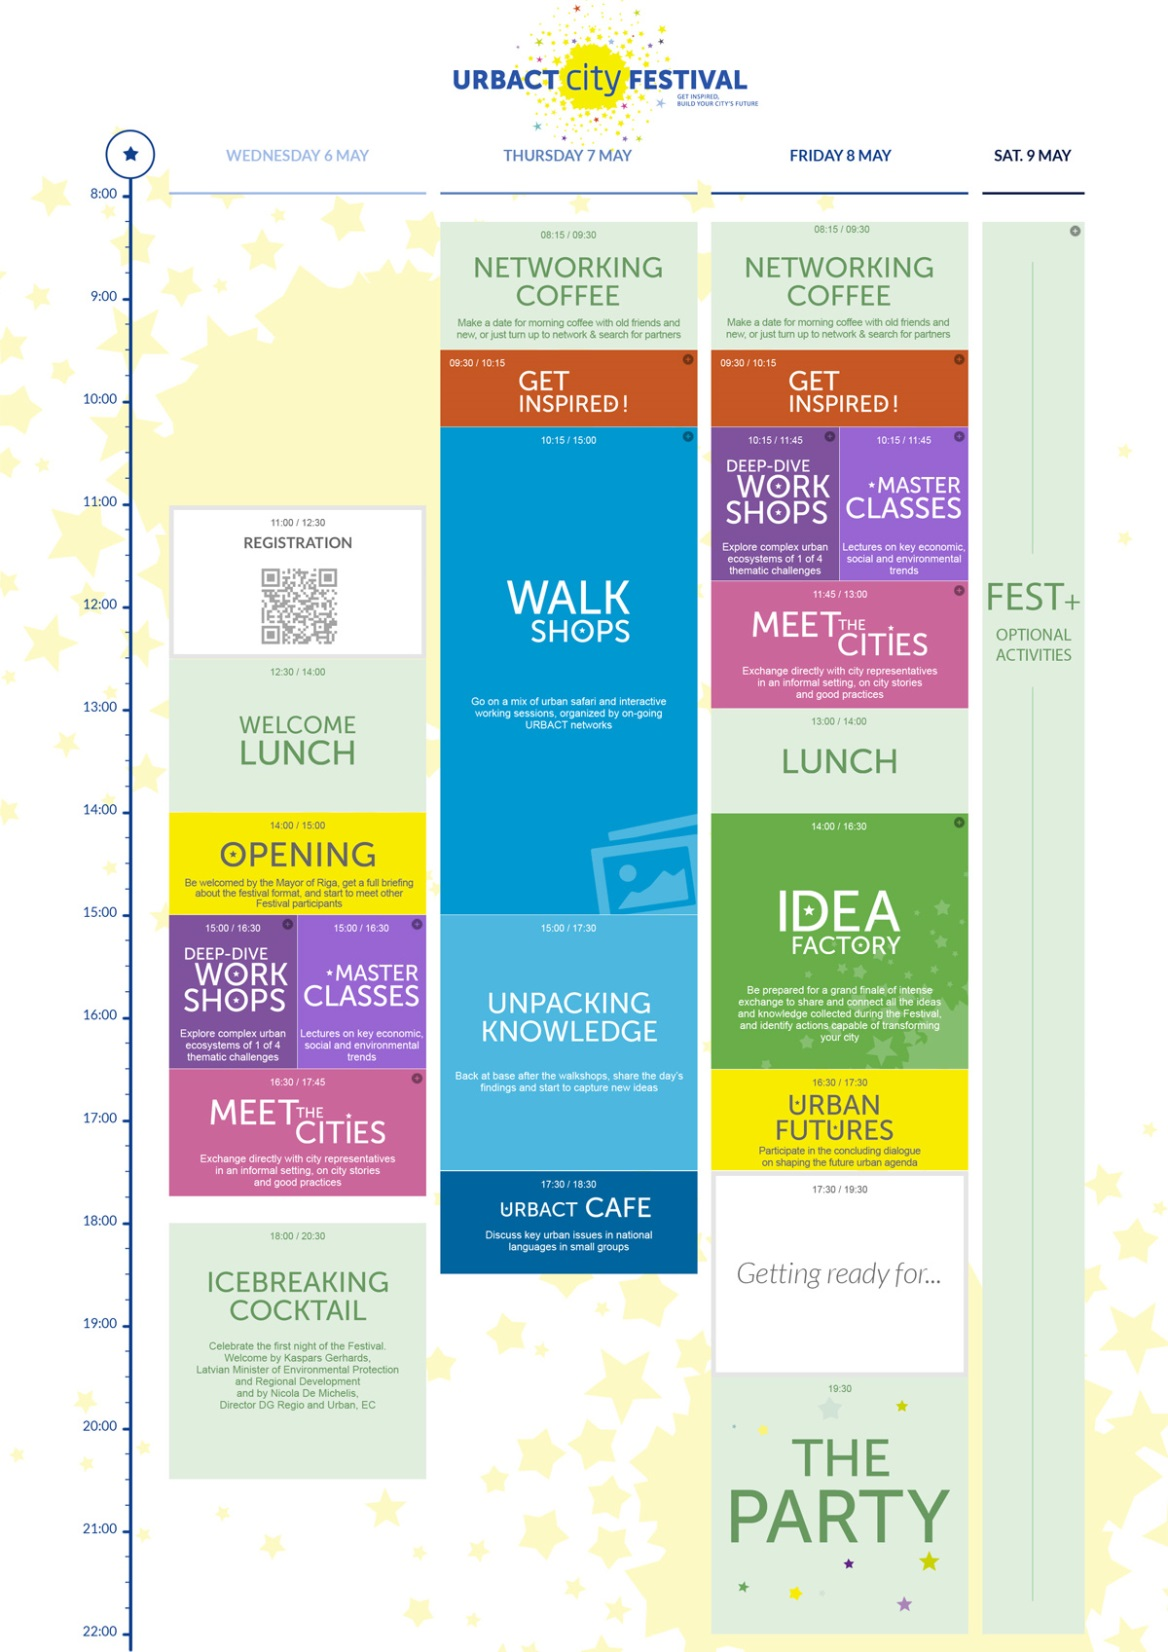 URBACT city FESTIVAL
GET INSPIRED,
BUILD YOUR CITY'S FUTURE
WEDNESDAY 6 MAY
THURSDAY 7 MAY
FRIDAY 8 MAY
SAT. 9 MAY
8:00
9:00
10:00
11:00
12:00
13:00
14:00
15:00
16:00
17:00
18:00
19:00
20:00
21:00
22:00
11:00 / 12:30
REGISTRATION
12:30 / 14:00
WELCOME
LUNCH
14:00 / 15:00
OPENING
Be welcomed by the Mayor of Riga, get a full briefing
about the festival format, and start to meet other
Festival participants
15:00 / 16:30
DEEP-DIVE
WORK
SHOPS
Explore complex urban
ecosystems of 1 of 4
thematic challenges
15:00 / 16:30
MASTER
CLASSES
Lectures on key economic,
social and environmental
trends
16:30 / 17:45
MEET THE
CITIES
Exchange directly with city representatives
in an informal setting, on city stories
and good practices
18:00 / 20:30
ICEBREAKING
COCKTAIL
Celebrate the first night of the Festival.
Welcome by Kaspars Gerhards,
Latvian Minister of Environmental Protection
and Regional Development
and by Nicola De Michelis,
Director DG Regio and Urban, EC
08:15 / 09:30
NETWORKING
COFFEE
Make a date for morning coffee with old friends and
new, or just turn up to network & search for partners
09:30 / 10:15
GET
INSPIRED!
10:15 / 15:00
WALK
SHOPS
Go on a mix of urban safari and interactive
working sessions, organized by on-going
URBACT networks
15:00 / 17:30
UNPACKING
KNOWLEDGE
Back at base after the walkshops, share the day's
findings and start to capture new ideas
17:30 / 18:30
URBACT CAFE
Discuss key urban issues in national
languages in small groups
08:15 / 09:30
NETWORKING
COFFEE
Make a date for morning coffee with old friends and
new, or just turn up to network & search for partners
09:30 / 10:15
GET
INSPIRED!
10:15 / 11:45
DEEP-DIVE
WORK
SHOPS
Explore complex urban
ecosystems of 1 of 4
thematic challenges
10:15 / 11:45
MASTER
CLASSES
Lectures on key economic,
social and environmental
trends
11:45 / 13:00
MEET THE
CITIES
Exchange directly with city representatives
in an informal setting, on city stories
and good practices
13:00 / 14:00
LUNCH
14:00 / 16:30
IDEA
FACTORY
Be prepared for a grand finale of intense
exchange to share and connect all the ideas
and knowledge collected during the Festival,
and identify actions capable of transforming
your city
16:30 / 17:30
URBAN
FUTURES
Participate in the concluding dialogue
on shaping the future urban agenda
17:30 / 19:30
Getting ready for...
19:30
THE
PARTY
FEST+
OPTIONAL
ACTIVITIES